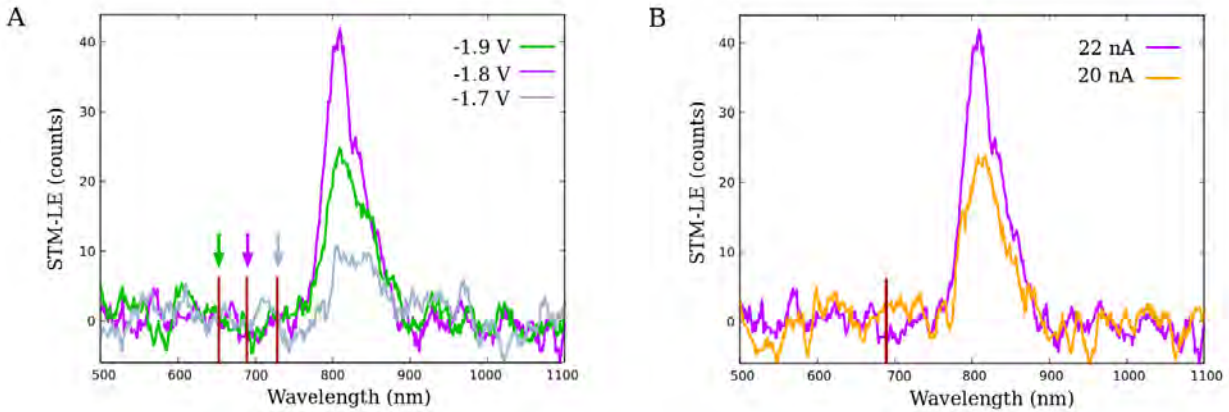 A
STM-LE (counts)
40
30
20
10
0
-1.9 V
-1.8 V
-1.7 V
500 600 700 800 900 1000 1100
Wavelength (nm)
B
STM-LE (counts)
40
30
20
10
0
22 nA
20 nA
500 600 700 800 900 1000 1100
Wavelength (nm)